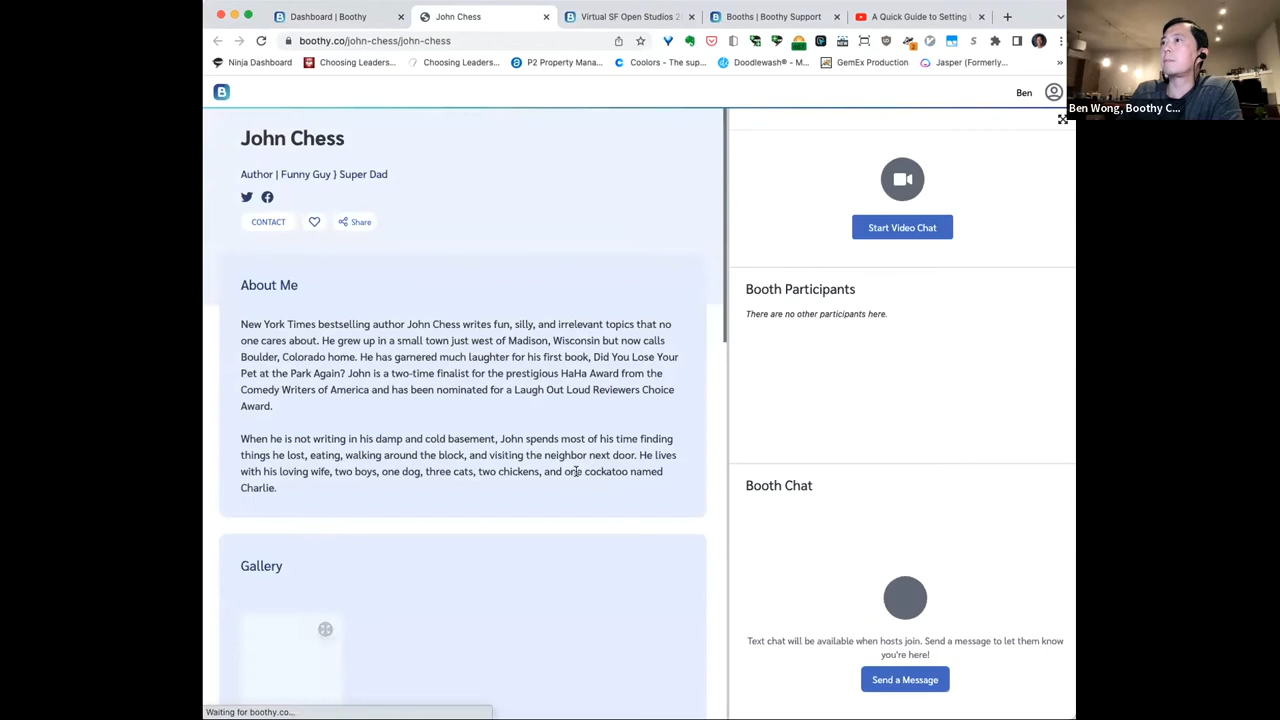 Dashboard | Boothy
John Chess
Virtual SF Open Studios 2
Booths | Boothy Support
A Quick Guide to Setting
boothy.co/john-chess/john-chess
Ninja Dashboard
Choosing Leaders...
Choosing Leaders...
P2 Property Mana...
Coolors - The sup...
Doodlewash® - M...
GemEx Production
Jasper (Formerly...
Ben Wong, Boothy C...
Ben
John Chess
Author | Funny Guy } Super Dad
CONTACT
Share
About Me
New York Times bestselling author John Chess writes fun, silly, and irrelevant topics that no
one cares about. He grew up in a small town just west of Madison, Wisconsin but now calls
Boulder, Colorado home. He has garnered much laughter for his first book, Did You Lose Your
Pet at the Park Again? John is a two-time finalist for the prestigious HaHa Award from the
Comedy Writers of America and has been nominated for a Laugh Out Loud Reviewers Choice
Award.
When he is not writing in his damp and cold basement, John spends most of his time finding
things he lost, eating, walking around the block, and visiting the neighbor next door. He lives
with his loving wife, two boys, one dog, three cats, two chickens, and one cockatoo named
Charlie.
Gallery
Waiting for boothy.co...
Start Video Chat
Booth Participants
There are no other participants here.
Booth Chat
Text chat will be available when hosts join. Send a message to let them know
you're here!
Send a Message